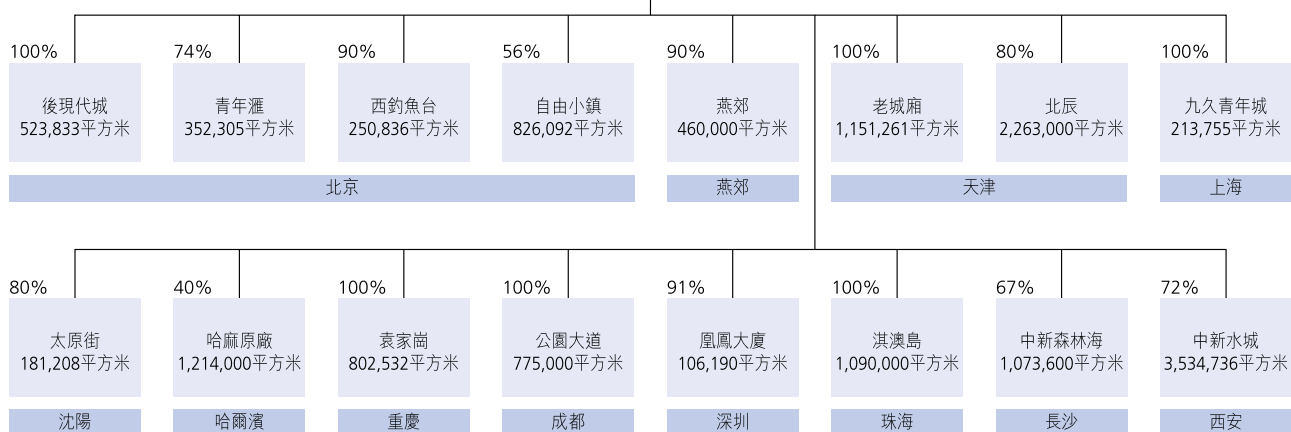 100% 74% 90% 56% 90% 100% 80% 100%
後現代城 青年滙 西釣魚台 自由小鎮 燕郊 老城廂 北辰 九久青年城
523,833平方米 352,305平方米 250,836平方米 826,092平方米 460,000平方米 1,151,261平方米 2,263,000平方米 213,755平方米
北京 燕郊 天津 上海
80% 40% 100% 100% 91% 100% 67% 72%
太原街 哈麻原廠 袁家崗 公園大道 凰鳳大廈 淇澳島 中新森林海 中新水城
181,208平方米 1,214,000平方米 802,532平方米 775,000平方米 106,190平方米 1,090,000平方米 1,073,600平方米 3,534,736平方米
沈陽 哈爾濱 重慶 成都 深圳 珠海 長沙 西安